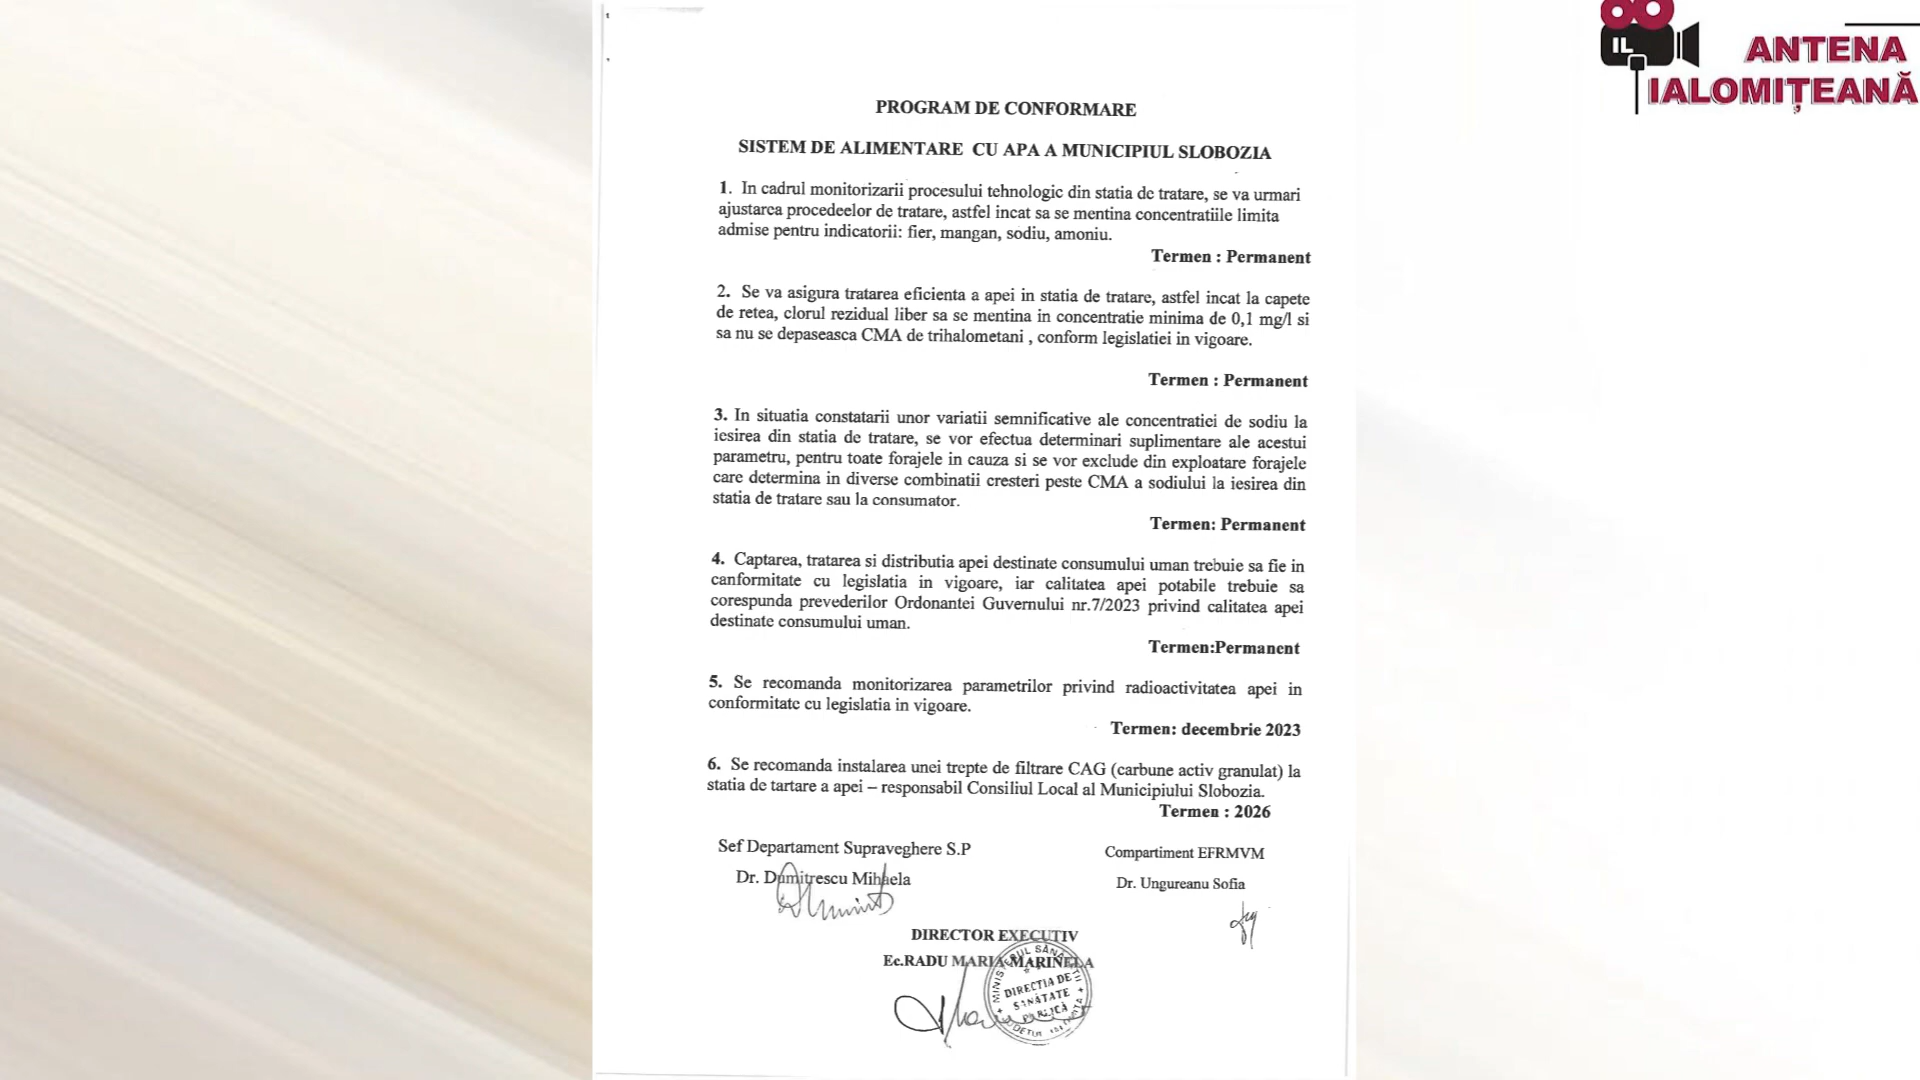 IL
ANTENA
IALOMIȚEANĂ
PROGRAM DE CONFORMARE
SISTEM DE ALIMENTARE CU APA A MUNICIPIUL SLOBOZIA
1. In cadrul monitorizarii procesului tehnologic din statia de tratare, se va urmari
ajustarea procedeelor de tratare, astfel incat sa se mentina concentratiile limita
admise pentru indicatorii: fier, mangan, sodiu, amoniu.
Termen : Permanent
2. Se va asigura tratarea eficienta a apei in statia de tratare, astfel incat la capete
de retea, clorul rezidual liber sa se mentina in concentratie minima de 0,1 mg/l si
sa nu se depaseasca CMA de trihalometani , conform legislatiei in vigoare.
Termen : Permanent
3. In situatia constatarii unor variatii semnificative ale concentratiei de sodiu la
iesirea din statia de tratare, se vor efectua determinari suplimentare ale acestui
parametru, pentru toate forajele in cauza si se vor exclude din exploatare forajele
care determina in diverse combinatii cresteri peste CMA a sodiului la iesirea din
statia de tratare sau la consumator.
Termen: Permanent
4. Captarea, tratarea si distributia apei destinate consumului uman trebuie sa fie in
canformitate cu legislatia in vigoare, iar calitatea apei potabile trebuie sa
corespunda prevederilor Ordonantei Guvernului nr.7/2023 privind calitatea apei
destinate consumului uman.
Termen:Permanent
5. Se recomanda monitorizarea parametrilor privind radioactivitatea apei in
conformitate cu legislatia in vigoare.
Termen: decembrie 2023
6. Se recomanda instalarea unei trepte de filtrare CAG (carbune activ granulat) la
statia de tartare a apei – responsabil Consiliul Local al Municipiului Slobozia.
Termen : 2026
Sef Departament Supraveghere S.P
Compartiment EFRMVM
Dr. Dumitrescu Mihaela
Dr. Ungureanu Sofia
DIRECTOR EXECUTIV
Ec.RADU MARIA MARINELA
MINISTERUL SĂNĂTĂȚII
DIRECTIA DE
SĂNĂTATE
PUBLICĂ